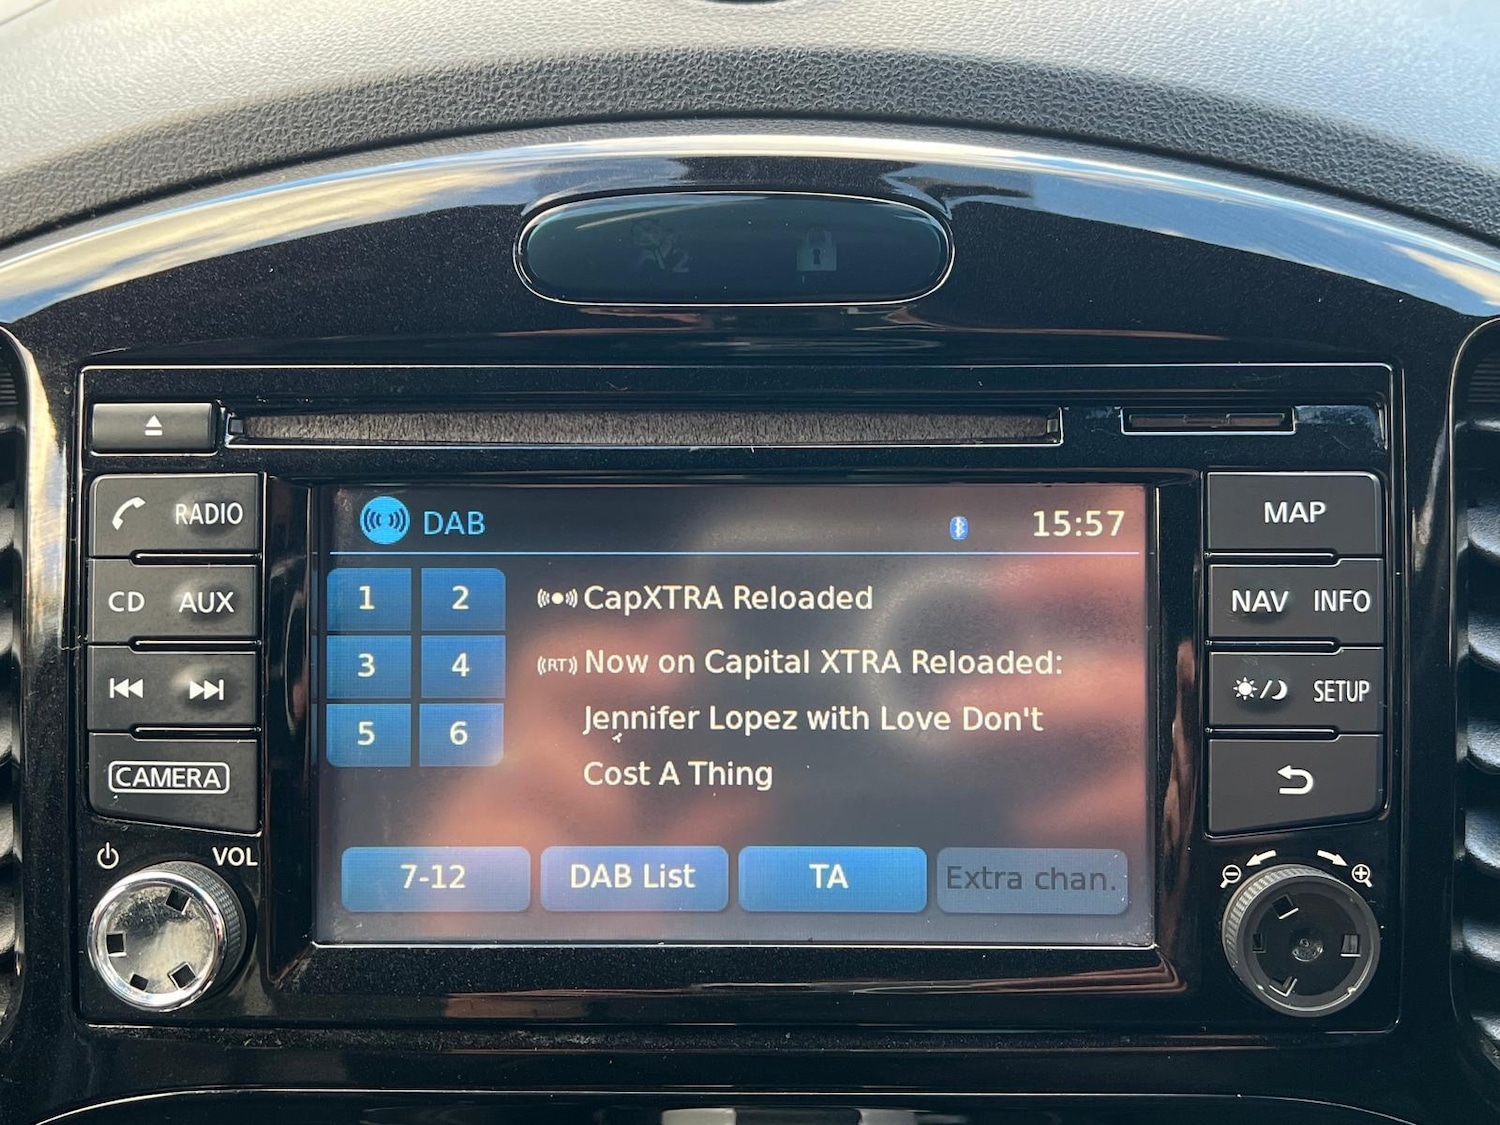 2
RADIO
CD AUX
CAMERA
VOL
DAB
15:57
1 2
3 4
5 6
CapXTRA Reloaded
(RT) Now on Capital XTRA Reloaded:
Jennifer Lopez with Love Don't
Cost A Thing
7-12
DAB List
TA
Extra chan.
MAP
NAV INFO
SETUP